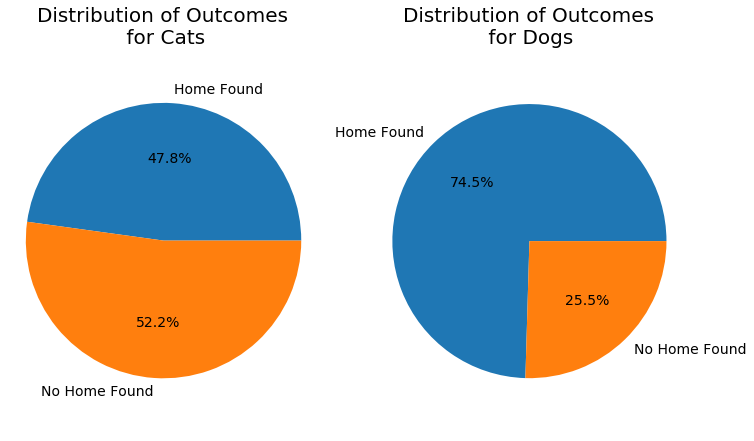 Distribution of Outcomes
for Cats
Home Found
47.8%
52.2%
No Home Found
Distribution of Outcomes
for Dogs
Home Found
74.5%
25.5%
No Home Found